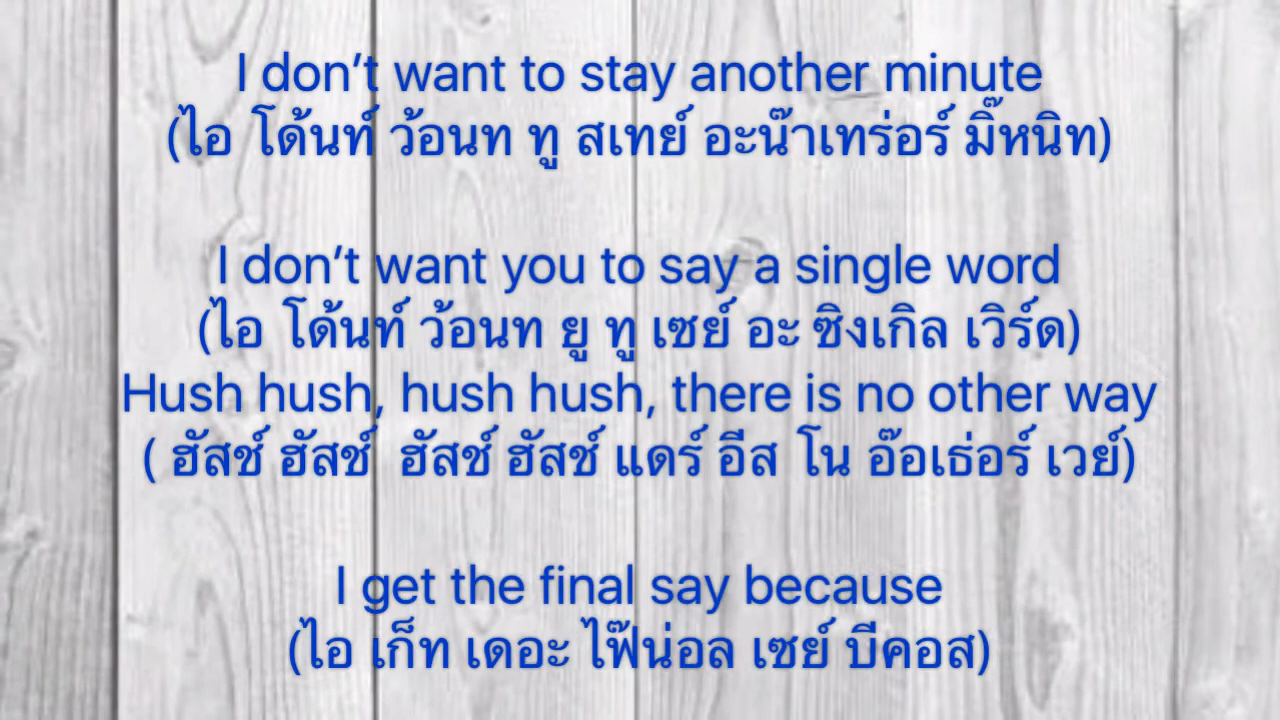 I don’t want to stay another minute
(ไอ โด้นท์ ว้อนท ทู สเทย์ อะน๊าเทร่อร์ มิ๊หนิท)
I don’t want you to say a single word
(ไอ โด้นท์ ว้อนท ยู ทู เซย์ อะ ซิงเกิล เวิร์ด)
Hush hush, hush hush, there is no other way
( ฮัสช์ ฮัสช์ ฮัสช์ ฮัสช์ แดร์ อีส โน อ๊อเธ่อร์ เวย์)
I get the final say because
(ไอ เก็ท เดอะ ไฟ๊น่อล เซย์ บีคอส)